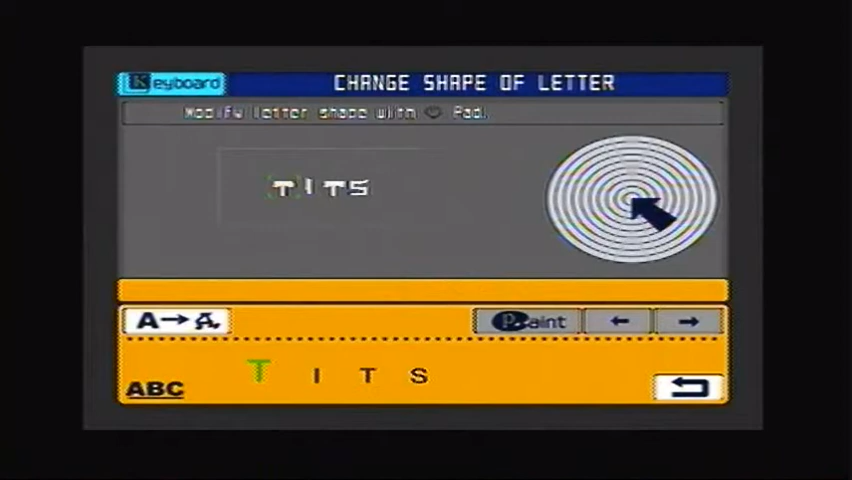 Keyboard CHANGE SHAPE OF LETTER
Modify letter shape with Pad.
TITS
A→A Paint ← →
ABC T I T S